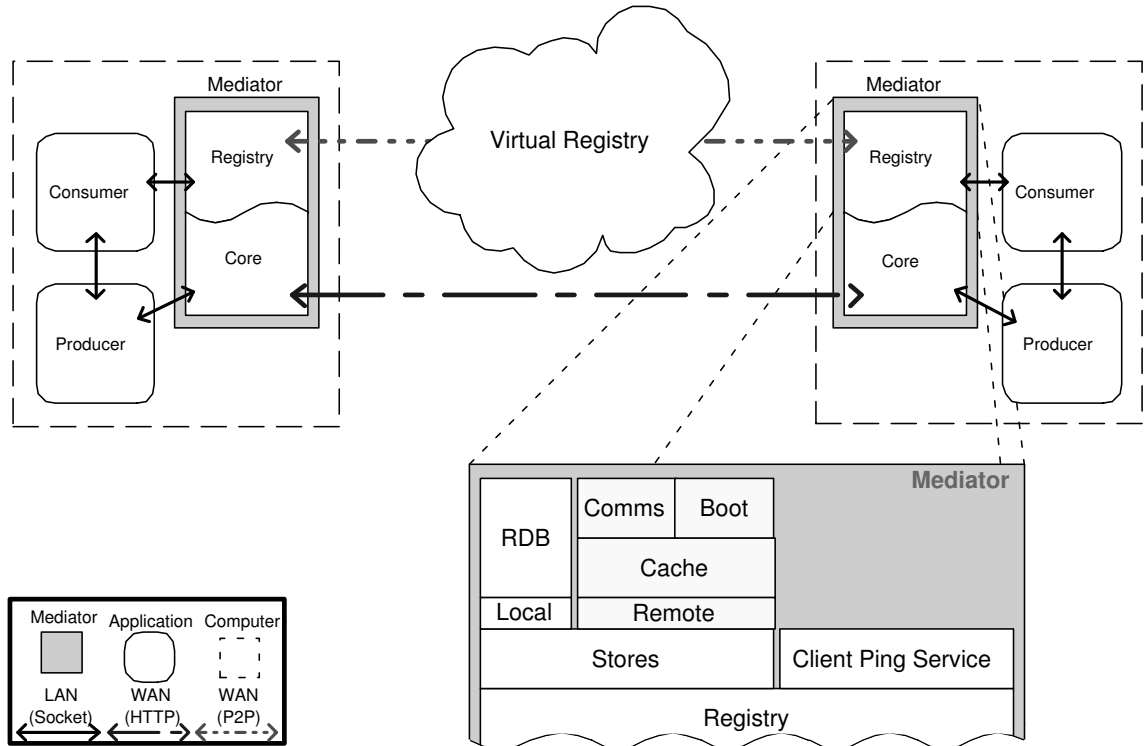 Mediator
Registry
Core
Consumer
Producer
Virtual Registry
Mediator
Registry
Core
Consumer
Producer
Mediator
RDB
Comms
Boot
Cache
Local
Remote
Stores
Client Ping Service
Registry
Mediator
Application
Computer
LAN
(Socket)
WAN
(HTTP)
WAN
(P2P)